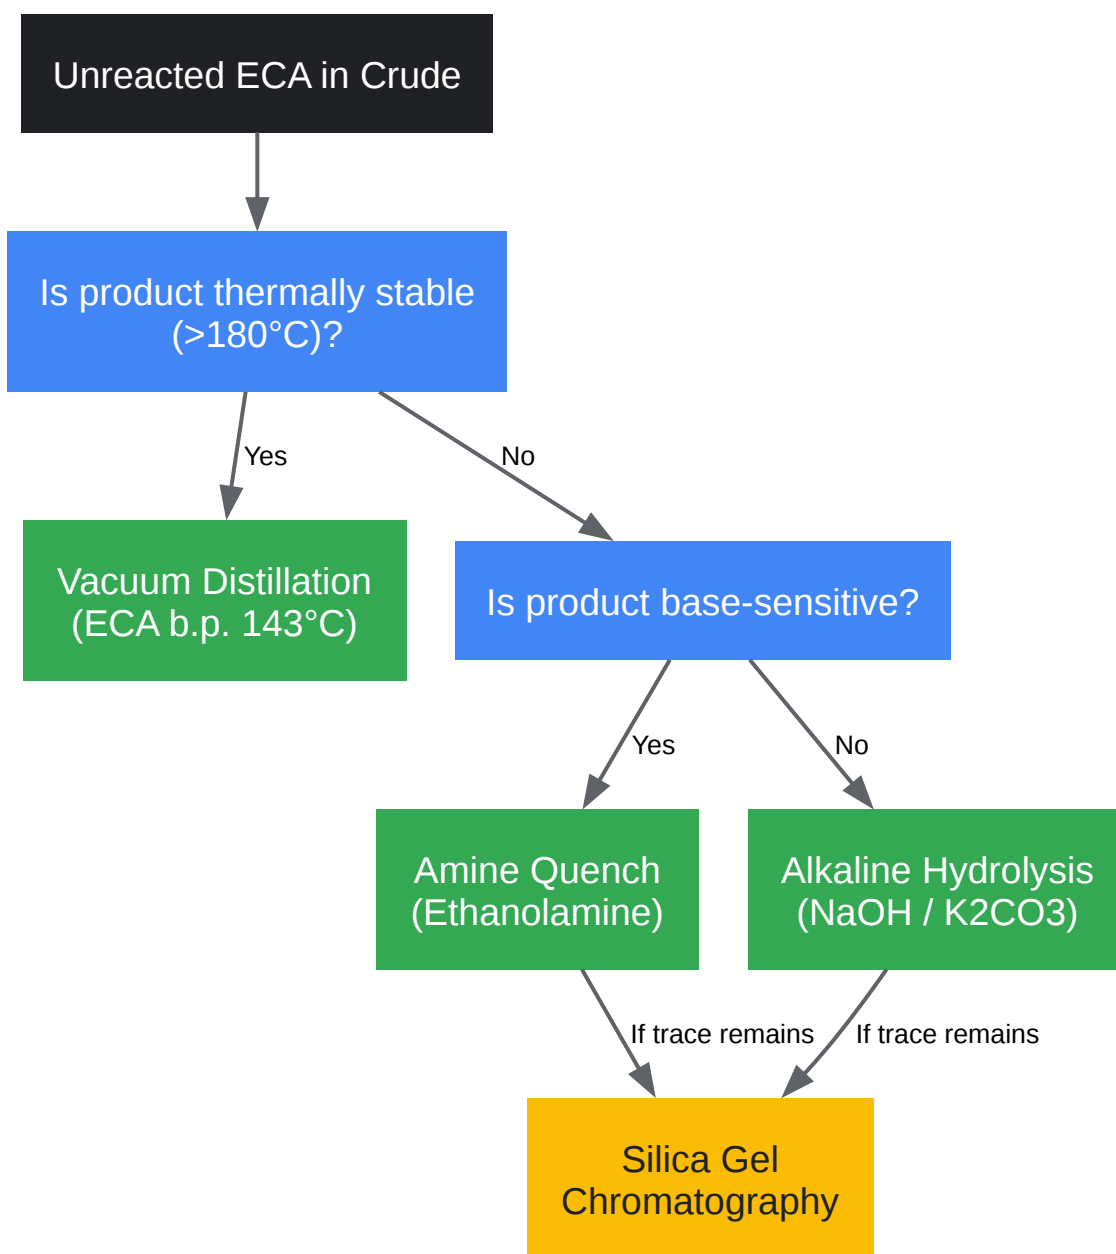 Unreacted ECA in Crude
Is product thermally stable
(>180°C)?
Yes
No
Vacuum Distillation
(ECA b.p. 143°C)
Is product base-sensitive?
Yes
No
Amine Quench
(Ethanolamine)
Alkaline Hydrolysis
(NaOH / K2CO3)
If trace remains
If trace remains
Silica Gel
Chromatography